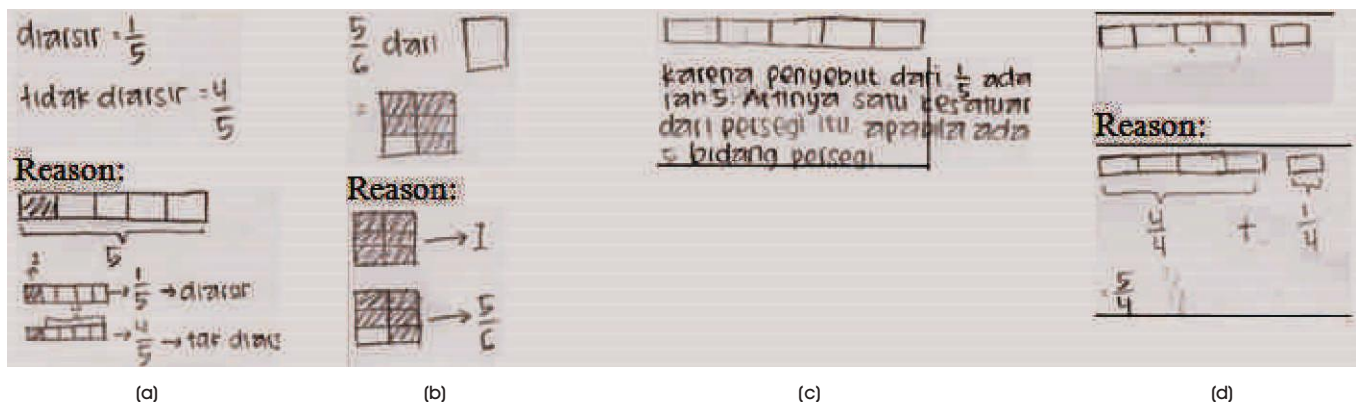 diarsir = 1/5
tidak diarsir = 4/5
Reason:
5
→ 1/5 → diarsir
→ 4/5 → tak
(a)
5/6 dari
=
Reason:
→ 1
→ 5/6
(b)
karena penyebut dari 1/5 ada
lah 5. Artinya satu kesatuan
dari persegi itu apabila ada
5 bidang persegi
(c)
Reason:
4/4 + 1/4
= 5/4
(d)